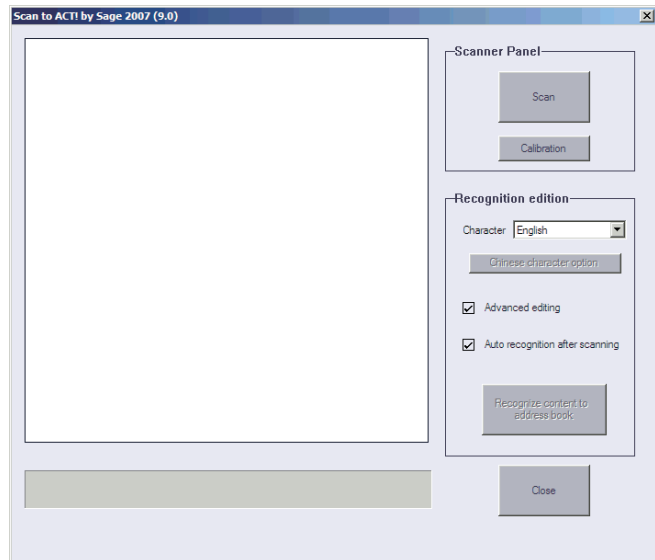 Scan to ACT! by Sage 2007 (9.0)
Scanner Panel
Scan
Calibration
Recognition edition
Character English
Chinese character option
Advanced editing
Auto recognition after scanning
Recognize content to
address book
Close